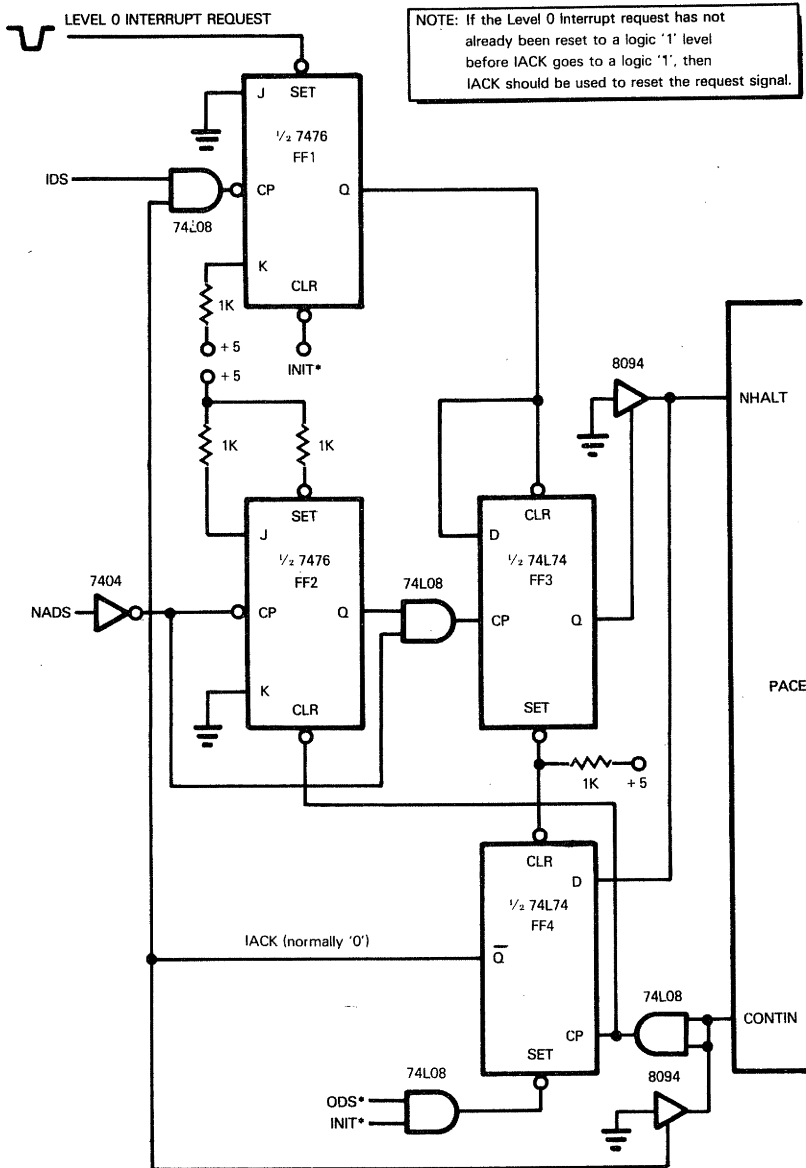 LEVEL 0 INTERRUPT REQUEST
NOTE: If the Level 0 Interrupt request has not
already been reset to a logic '1' level
before IACK goes to a logic '1', then
IACK should be used to reset the request signal.
J
SET
½ 7476
FF1
IDS
CP
Q
74L08
K
CLR
1K
+5
INIT*
+5
8094
NHALT
1K
1K
SET
J
CLR
D
½ 7476
FF2
½ 74L74
FF3
7404
74L08
NADS
CP
Q
CP
Q
K
CLR
SET
PACE
1K
+5
CLR
D
½ 74L74
FF4
IACK (normally '0')
Q
74L08
CONTIN
CP
SET
74L08
8094
ODS*
INIT*